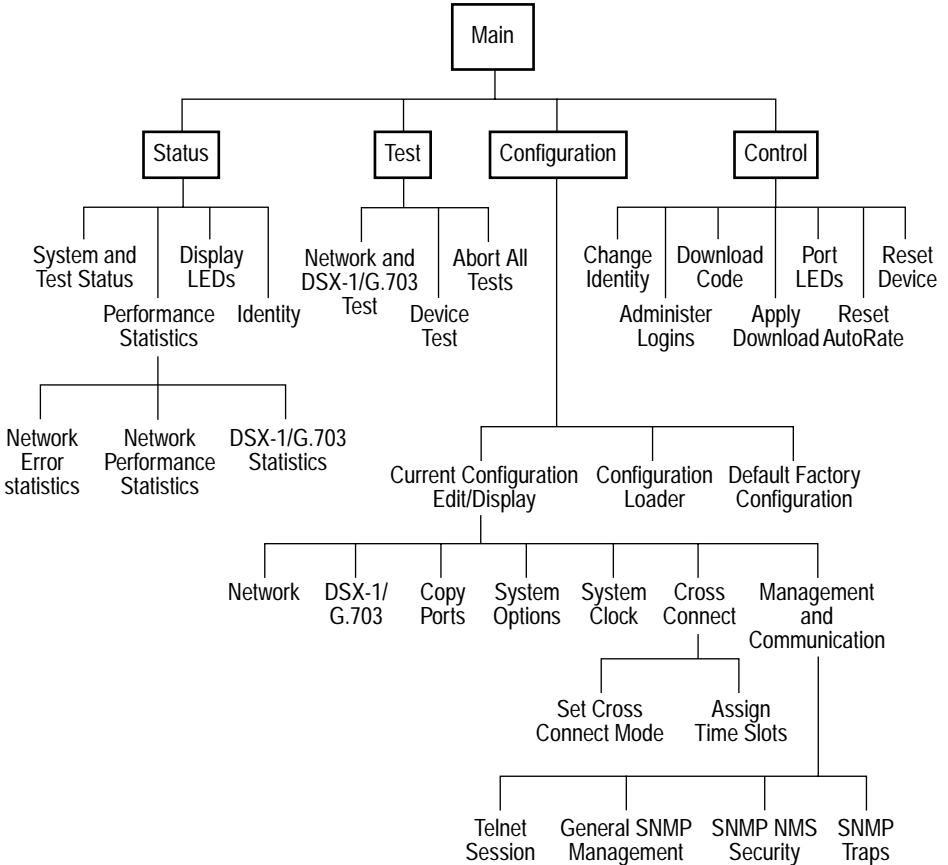 Main
Status
Test
Configuration
Control
System and
Test Status
Performance
Statistics
Display
LEDs
Identity
Network and
DSX-1/G.703
Test
Device
Test
Abort All
Tests
Change
Identity
Administer
Logins
Download
Code
Apply
Download
Port
LEDs
Reset
AutoRate
Reset
Device
Network
Error
statistics
Network
Performance
Statistics
DSX-1/G.703
Statistics
Current Configuration
Edit/Display
Configuration
Loader
Default Factory
Configuration
Network
DSX-1/
G.703
Copy
Ports
System
Options
System
Clock
Cross
Connect
Management
and
Communication
Set Cross
Connect Mode
Assign
Time Slots
Telnet
Session
General SNMP
Management
SNMP NMS
Security
SNMP
Traps